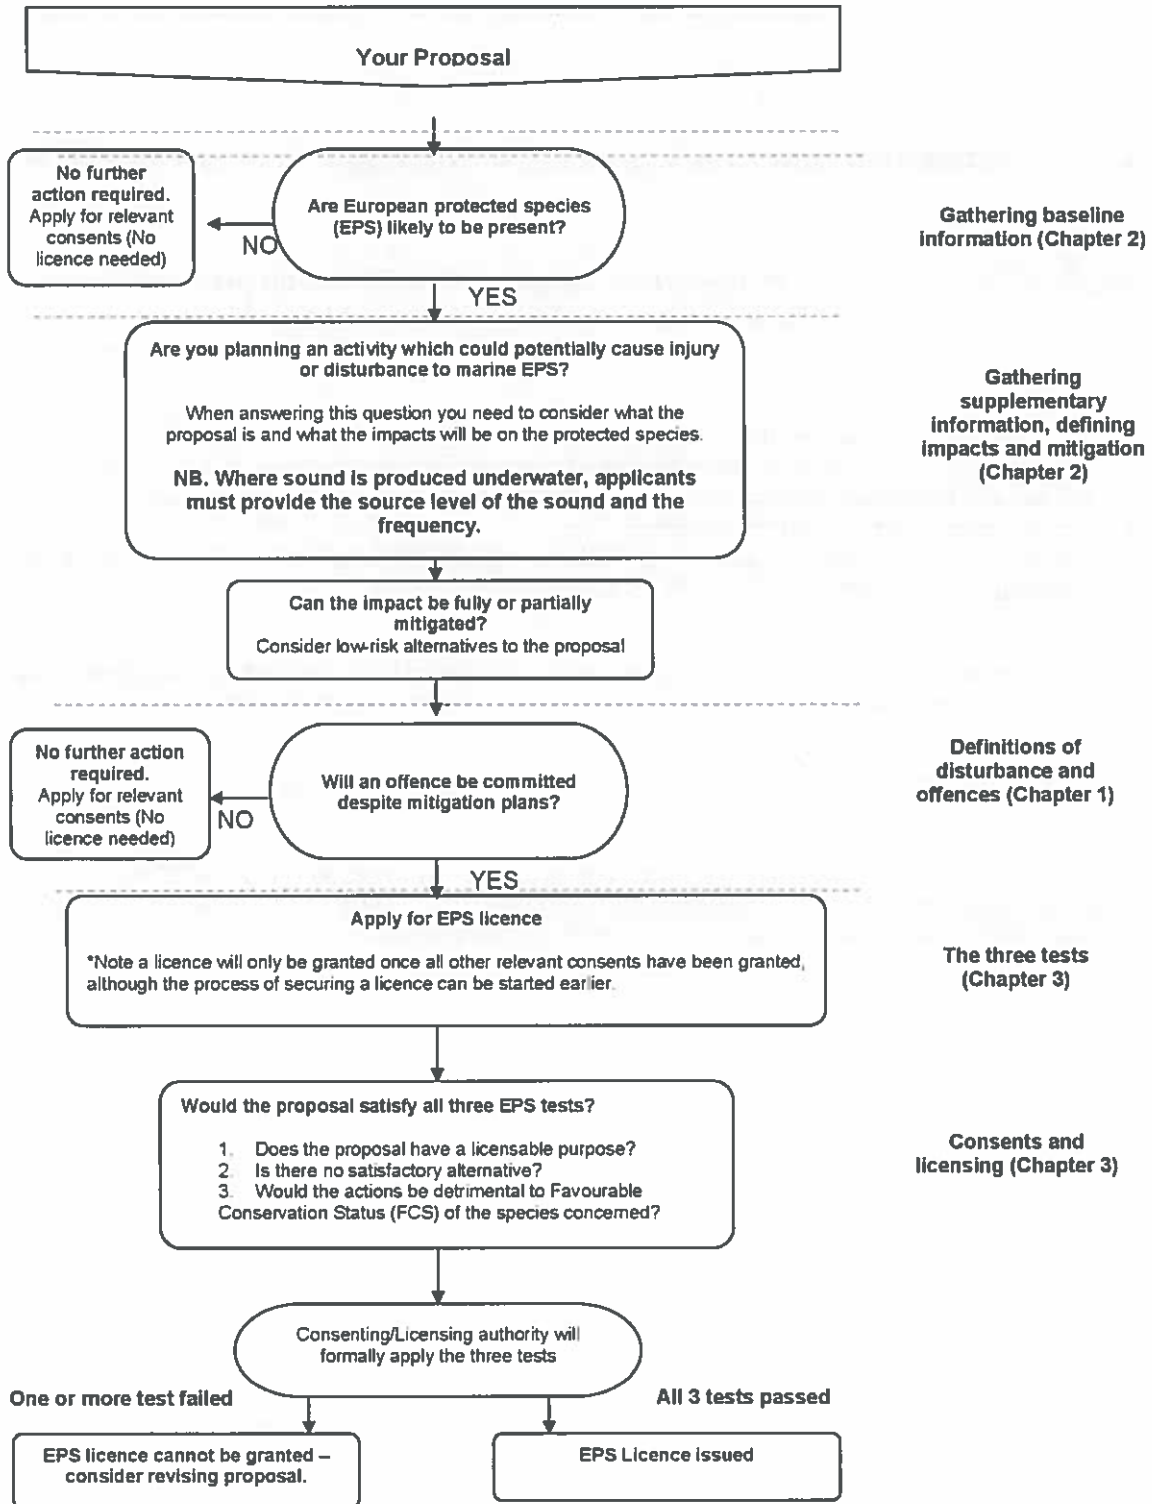 Your Proposal
No further
action required.
Apply for relevant
consents (No
licence needed)
NO
Are European protected species
(EPS) likely to be present?
Gathering baseline
information (Chapter 2)
YES
Are you planning an activity which could potentially cause injury
or disturbance to marine EPS?
When answering this question you need to consider what the
proposal is and what the impacts will be on the protected species.
NB. Where sound is produced underwater, applicants
must provide the source level of the sound and the
frequency.
Gathering
supplementary
information, defining
impacts and mitigation
(Chapter 2)
Can the impact be fully or partially
mitigated?
Consider low-risk alternatives to the proposal
No further action
required.
Apply for relevant
consents (No
licence needed)
NO
Will an offence be committed
despite mitigation plans?
Definitions of
disturbance and
offences (Chapter 1)
YES
Apply for EPS licence
*Note a licence will only be granted once all other relevant consents have been granted,
although the process of securing a licence can be started earlier.
The three tests
(Chapter 3)
Would the proposal satisfy all three EPS tests?
1. Does the proposal have a licensable purpose?
2. Is there no satisfactory alternative?
3. Would the actions be detrimental to Favourable
Conservation Status (FCS) of the species concerned?
Consents and
licensing (Chapter 3)
Consenting/Licensing authority will
formally apply the three tests
One or more test failed
All 3 tests passed
EPS licence cannot be granted –
consider revising proposal.
EPS Licence issued